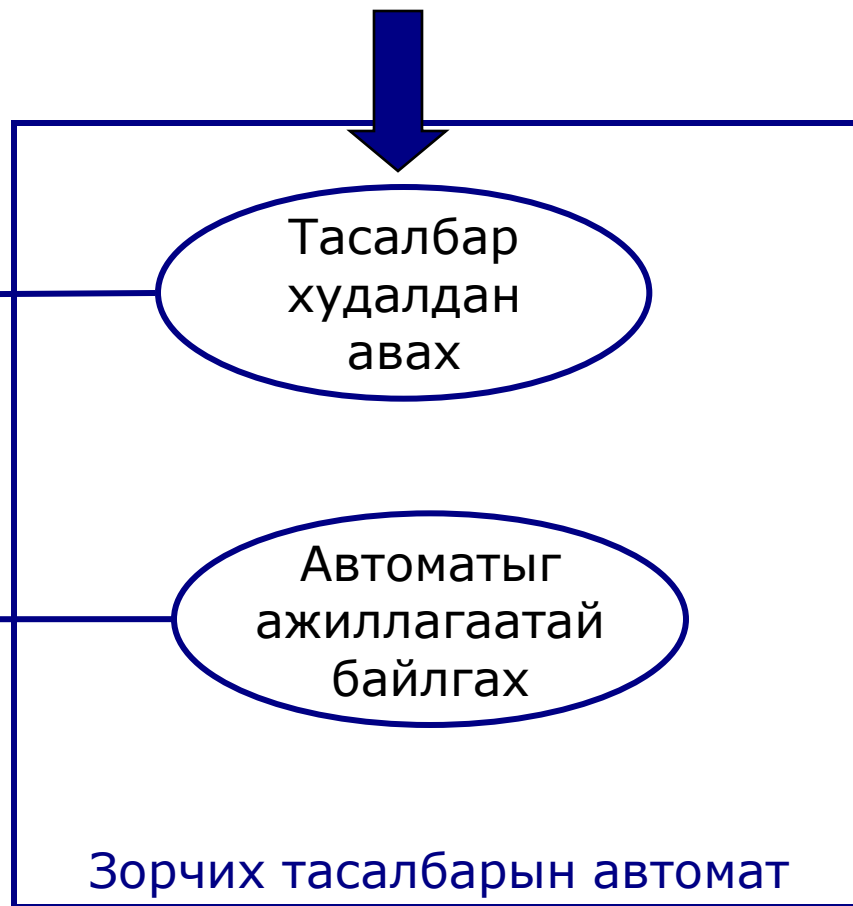 Тасалбар
худалдан
авах
Автоматыг
ажиллагаатай
байлгах
Зорчих тасалбарын автомат